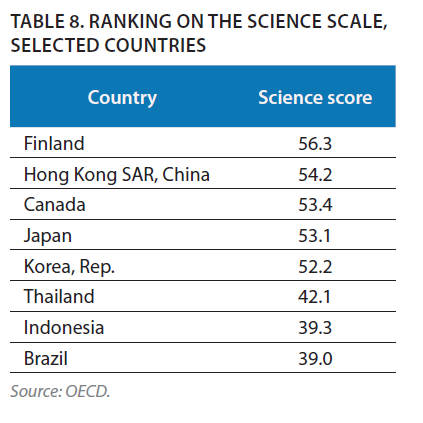 TABLE 8. RANKING ON THE SCIENCE SCALE,
SELECTED COUNTRIES
Country Science score
Finland 56.3
Hong Kong SAR, China 54.2
Canada 53.4
Japan 53.1
Korea, Rep. 52.2
Thailand 42.1
Indonesia 39.3
Brazil 39.0
Source: OECD.